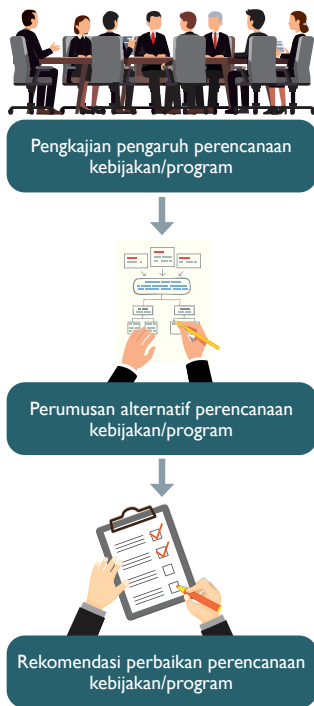 Pengkajian pengaruh perencanaan
kebijakan/program
Perumusan alternatif perencanaan
kebijakan/program
Rekomendasi perbaikan perencanaan
kebijakan/program